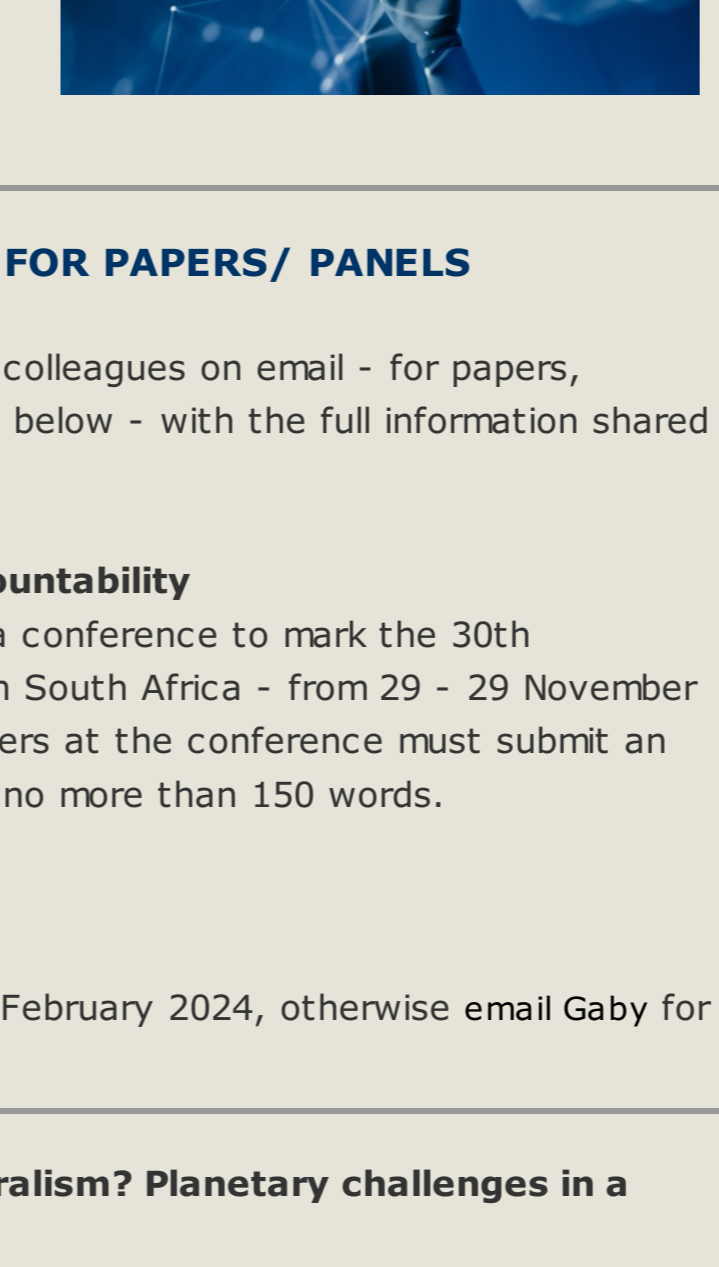 FOR PAPERS/ PANELS
colleagues on email - for papers,
below - with the full information shared
ountability
a conference to mark the 30th
n South Africa - from 29 - 29 November
ers at the conference must submit an
no more than 150 words.
February 2024, otherwise email Gaby for
ralism? Planetary challenges in a